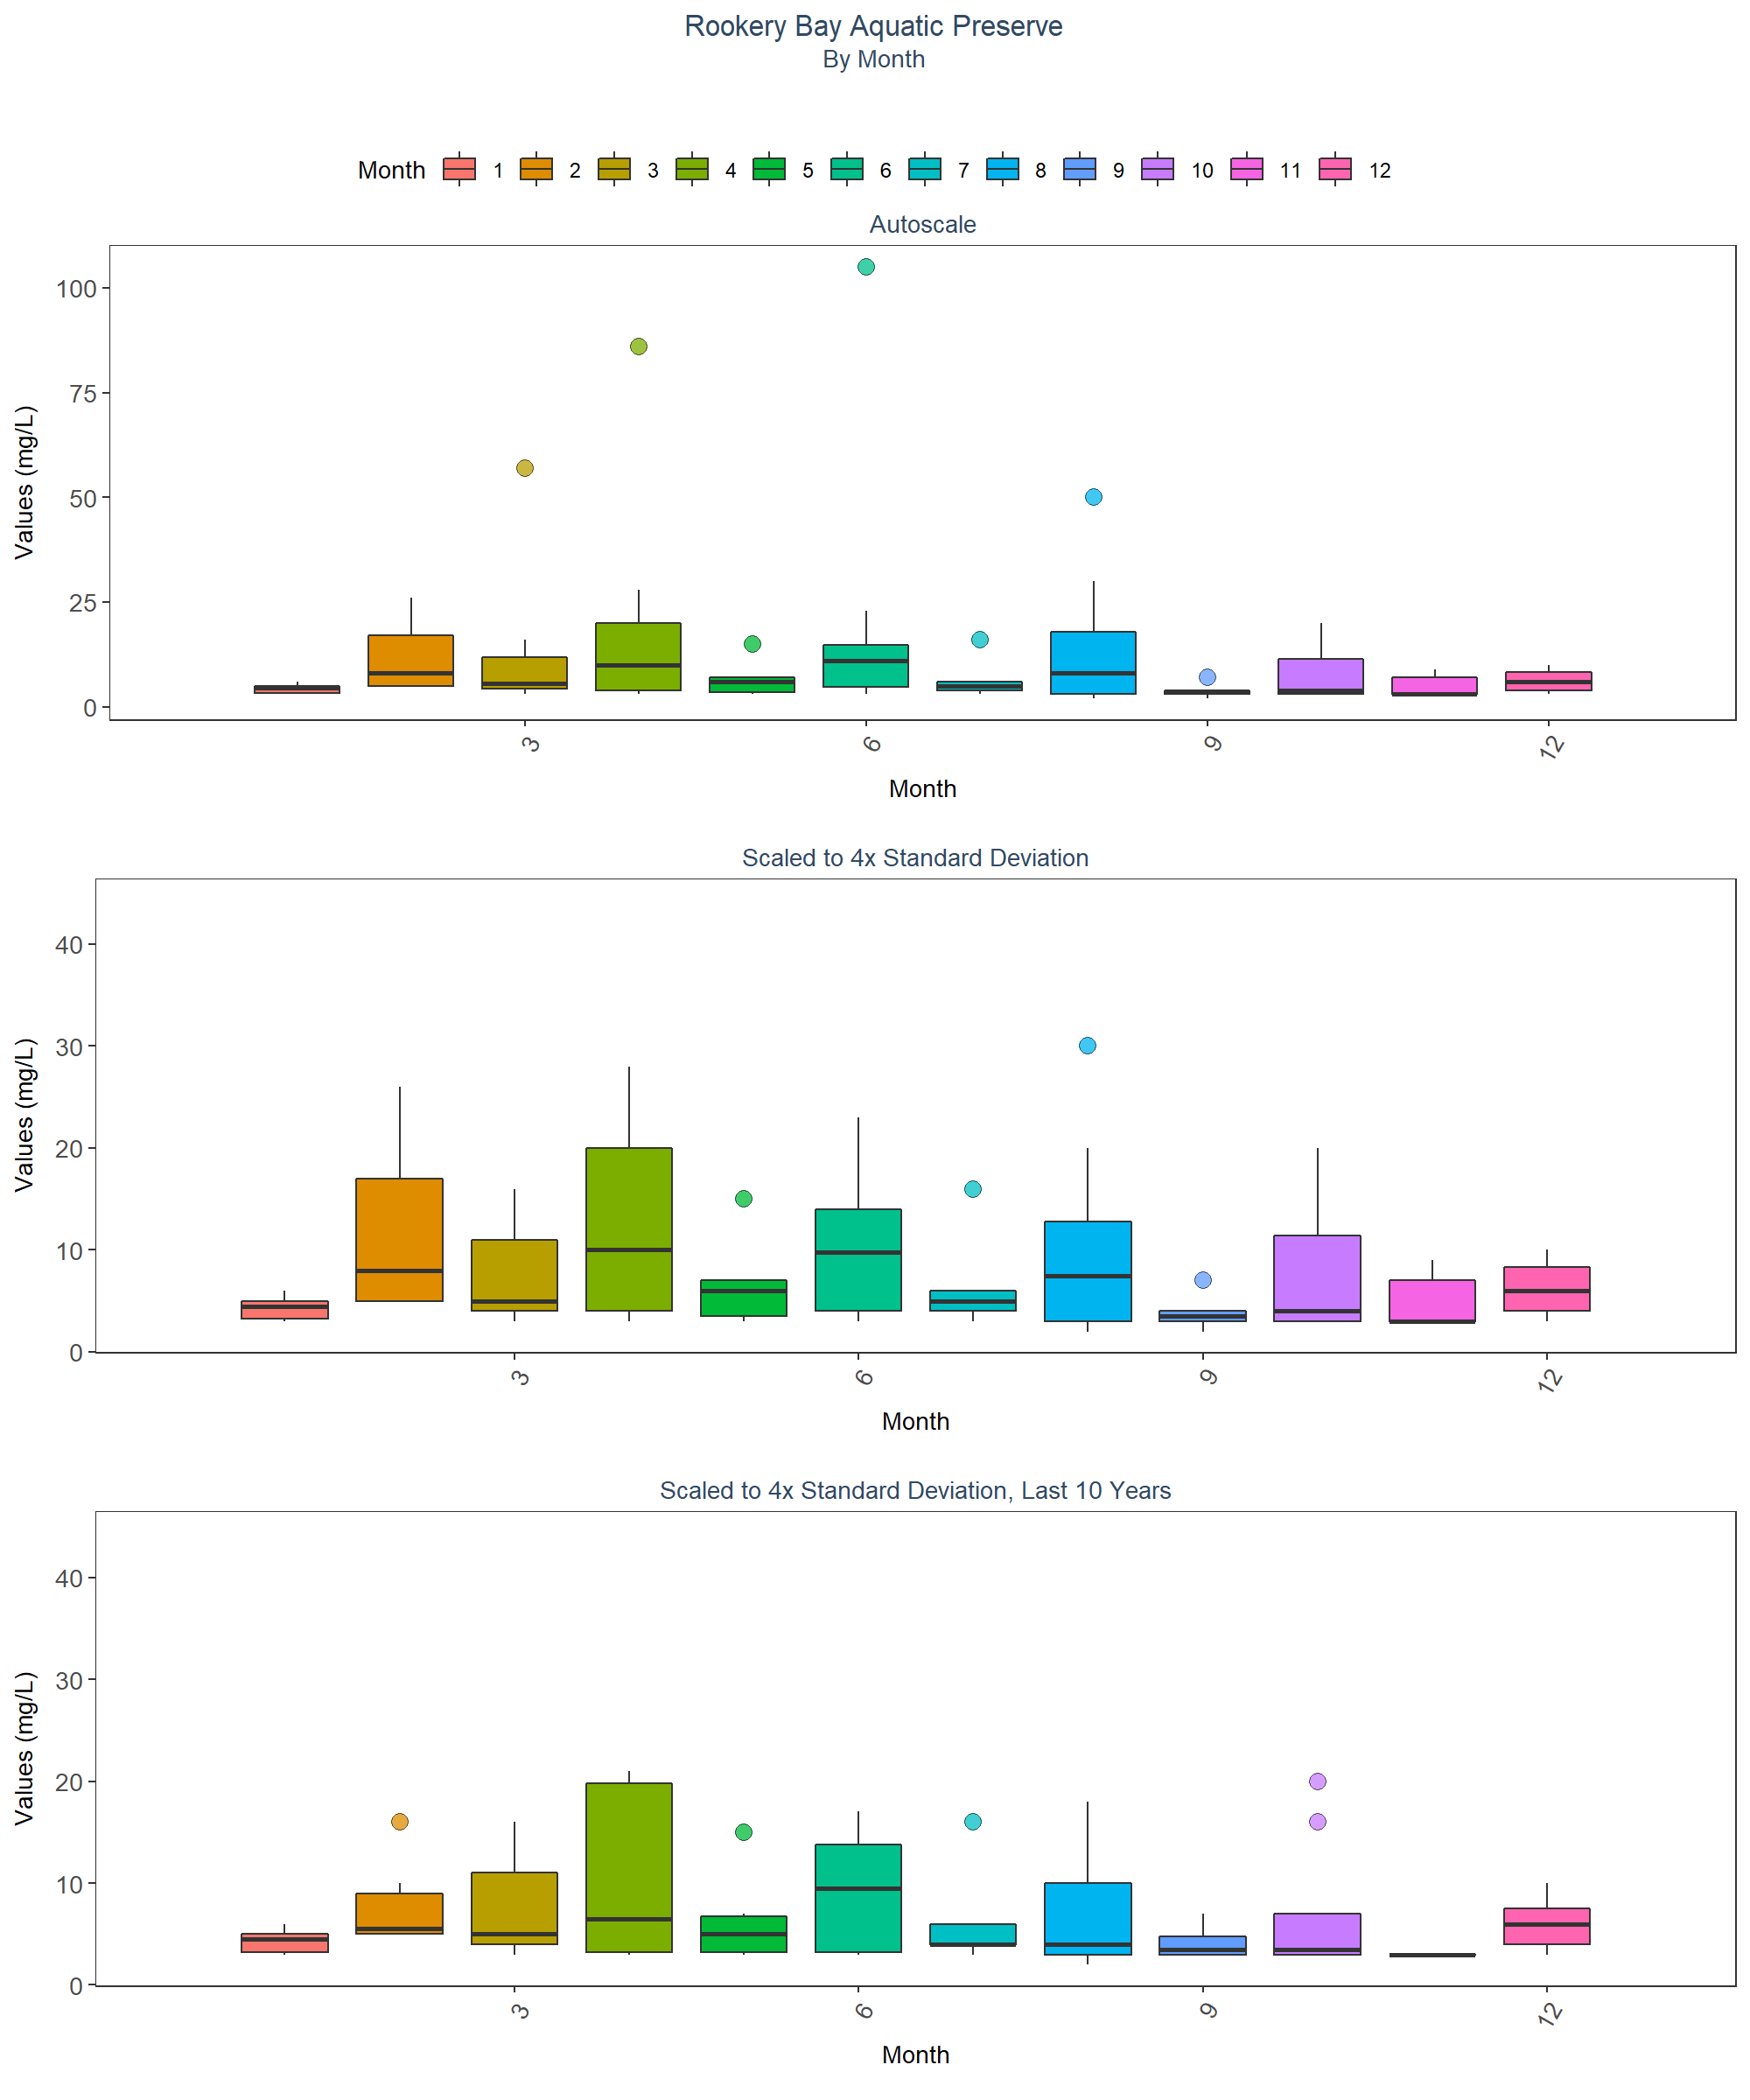 Rookery Bay Aquatic Preserve
By Month
Month 1 2 3 4 5 6 7 8 9 10 11 12
Autoscale
Values (mg/L)
100
75
50
25
0
3 6 9 12
Month
Scaled to 4x Standard Deviation
Values (mg/L)
40
30
20
10
0
3 6 9 12
Month
Scaled to 4x Standard Deviation, Last 10 Years
Values (mg/L)
40
30
20
10
0
3 6 9 12
Month